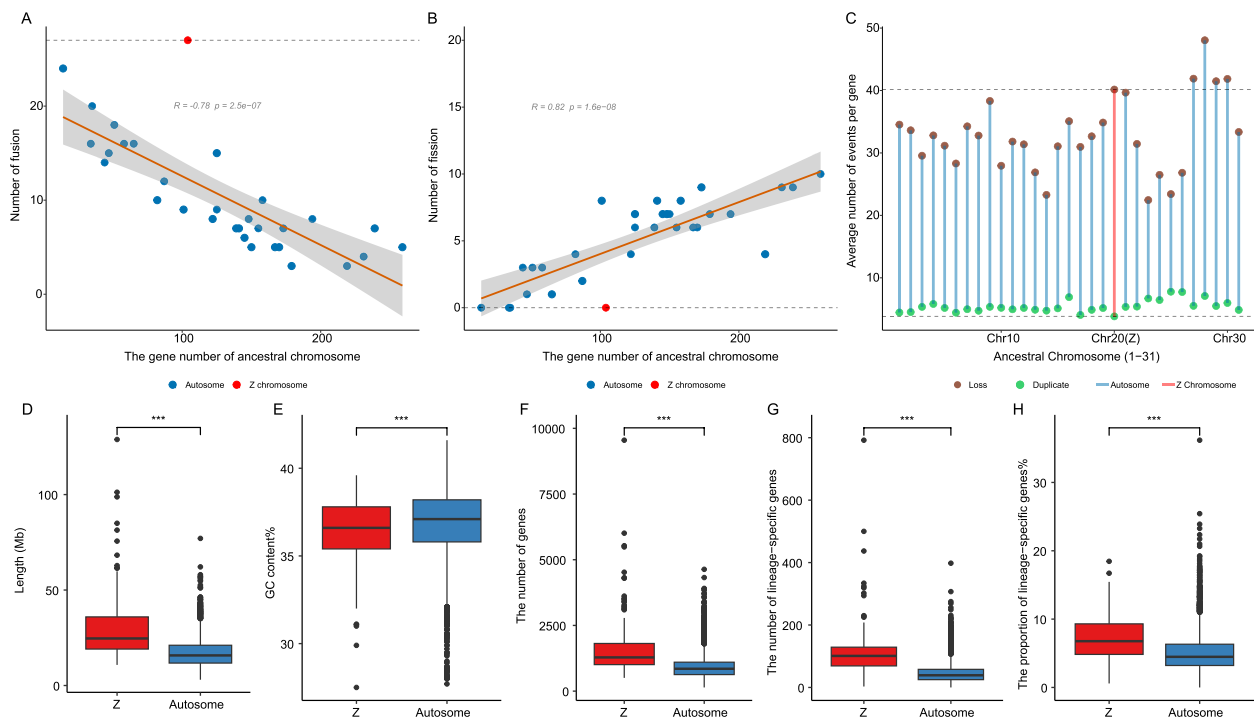 A
Number of fusion
20
10
0
R = -0.78 p = 2.5e−07
100
200
The gene number of ancestral chromosome
Autosome
Z chromosome
B
Number of fission
20
15
10
5
0
R = 0.82 p = 1.6e−08
100
200
The gene number of ancestral chromosome
Autosome
Z chromosome
C
Average number of events per gene
50
40
30
20
10
Chr10
Chr20(Z)
Chr30
Ancestral Chromosome (1−31)
Loss
Duplicate
Autosome
Z Chromosome
D
Length (Mb)
100
50
0
***
Z
Autosome
E
GC content%
40
35
30
***
Z
Autosome
F
The number of genes
10000
7500
5000
2500
0
***
Z
Autosome
G
The number of lineage−specific genes
800
600
400
200
0
***
Z
Autosome
H
The proportion of lineage−specific genes%
30
20
10
0
***
Z
Autosome